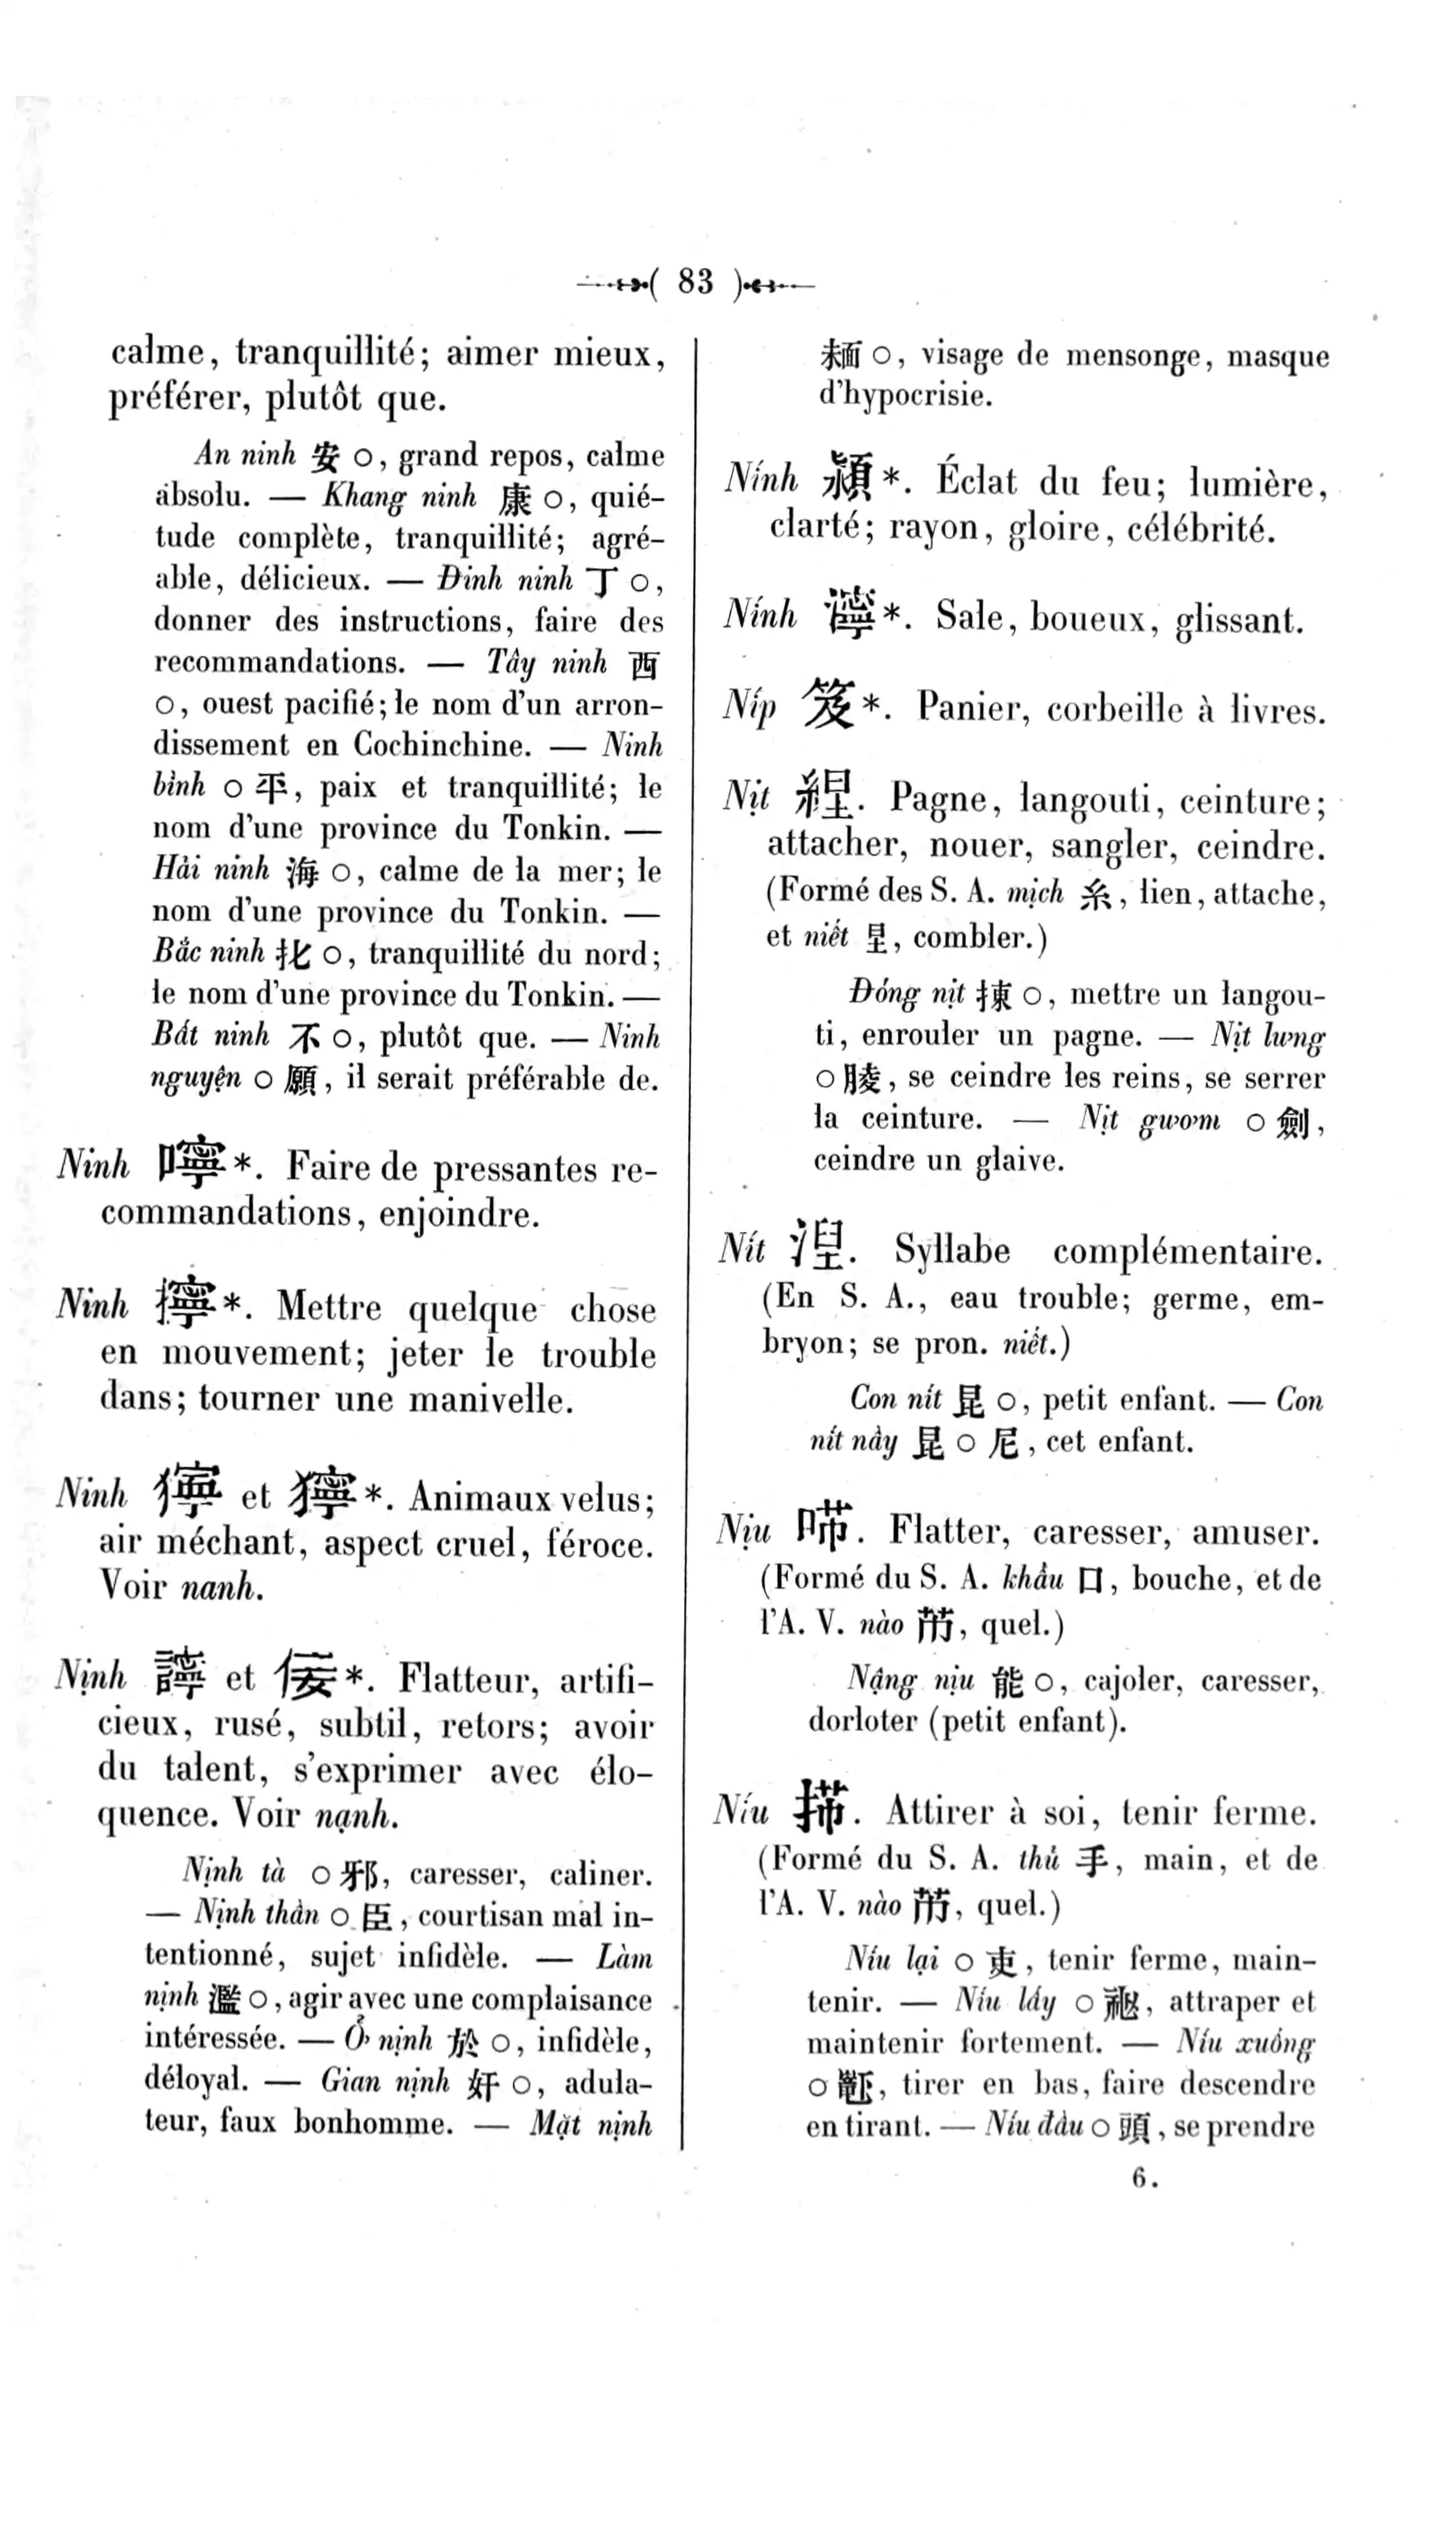 ( 83 )
calme, tranquillité; aimer mieux,
préférer, plutôt que.
An ninh 安 ○, grand repos, calme
absolu. — Khang ninh 康 ○, quié-
tude complète, tranquillité; agré-
able, délicieux. — Đinh ninh 丁 ○,
donner des instructions, faire des
recommandations. — Tây ninh 西
○, ouest pacifié; le nom d'un arron-
dissement en Cochinchine. — Ninh
bình ○ 平, paix et tranquillité; le
nom d'une province du Tonkin. —
Hải ninh 海 ○, calme de la mer; le
nom d'une province du Tonkin. —
Bắc ninh 北 ○, tranquillité du nord;
le nom d'une province du Tonkin. —
Bất ninh 不 ○, plutôt que. — Ninh
nguyện ○ 願, il serait préférable de.
Ninh 嚀*. Faire de pressantes re-
commandations, enjoindre.
Ninh 擰*. Mettre quelque chose
en mouvement; jeter le trouble
dans; tourner une manivelle.
Ninh et 獰*. Animaux velus;
air méchant, aspect cruel, féroce.
Voir nanh.
Nịnh et 佞*. Flatteur, artifi-
cieux, rusé, subtil, retors; avoir
du talent, s'exprimer avec élo-
quence. Voir nạnh.
Nịnh tà ○ 邪, caresser, caliner.
— Nịnh thần ○ 臣, courtisan mal in-
tentionné, sujet infidèle. — Làm
nịnh 濫 ○, agir avec une complaisance
intéressée. — Ở nịnh 於 ○, infidèle,
déloyal. — Gian nịnh 奸 ○, adula-
teur, faux bonhomme. — Mặt nịnh
○, visage de mensonge, masque
d'hypocrisie.
Nính 熲*. Éclat du feu; lumière,
clarté; rayon, gloire, célébrité.
Nính 濘*. Sale, boueux, glissant.
Níp 笈*. Panier, corbeille à livres.
Nịt 綎. Pagne, langouti, ceinture;
attacher, nouer, sangler, ceindre.
(Formé des S. A. mịch 糸, lien, attache,
et niết 圼, combler.)
Đóng nịt 揀 ○, mettre un langou-
ti, enrouler un pagne. — Nịt lưng
○ 䏠, se ceindre les reins, se serrer
la ceinture. — Nịt gươm ○ 劍,
ceindre un glaive.
Nít 湼. Syllabe complémentaire.
(En S. A., eau trouble; germe, em-
bryon; se pron. niết.)
Con nít 昆 ○, petit enfant. — Con
nít nầy 昆 ○ 尼, cet enfant.
Nịu. Flatter, caresser, amuser.
(Formé du S. A. khẩu 口, bouche, et de
l'A. V. nào 芇, quel.)
Nậng nịu 能 ○, cajoler, caresser,
dorloter (petit enfant).
Níu. Attirer à soi, tenir ferme.
(Formé du S. A. thủ 手, main, et de
l'A. V. nào 芇, quel.)
Níu lại ○ 吏, tenir ferme, main-
tenir. — Níu lấy ○, attraper et
maintenir fortement. — Níu xuống
○, tirer en bas, faire descendre
en tirant. — Níu đầu ○ 頭, se prendre
6.